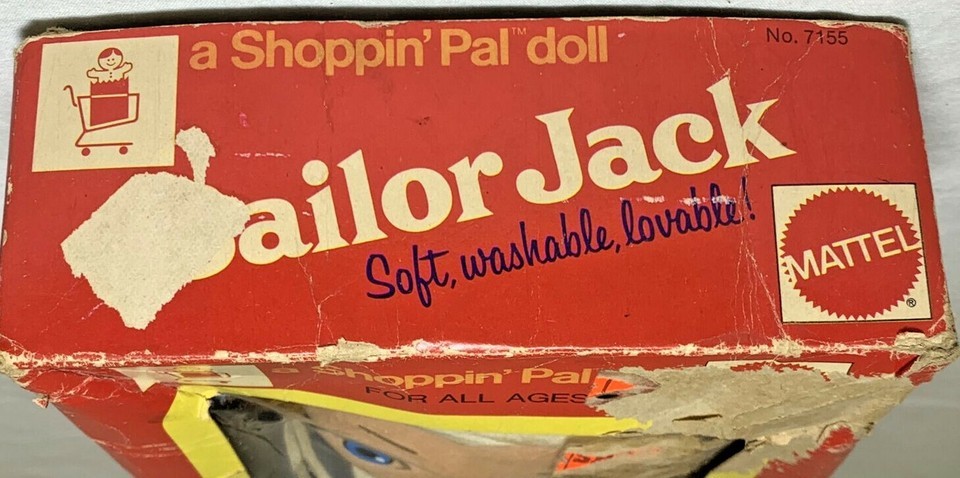 a Shoppin' Pal™ doll
No. 7155
ailor Jack
Soft, washable, lovable!
MATTEL®
a Shoppin' Pal
FOR ALL AGES